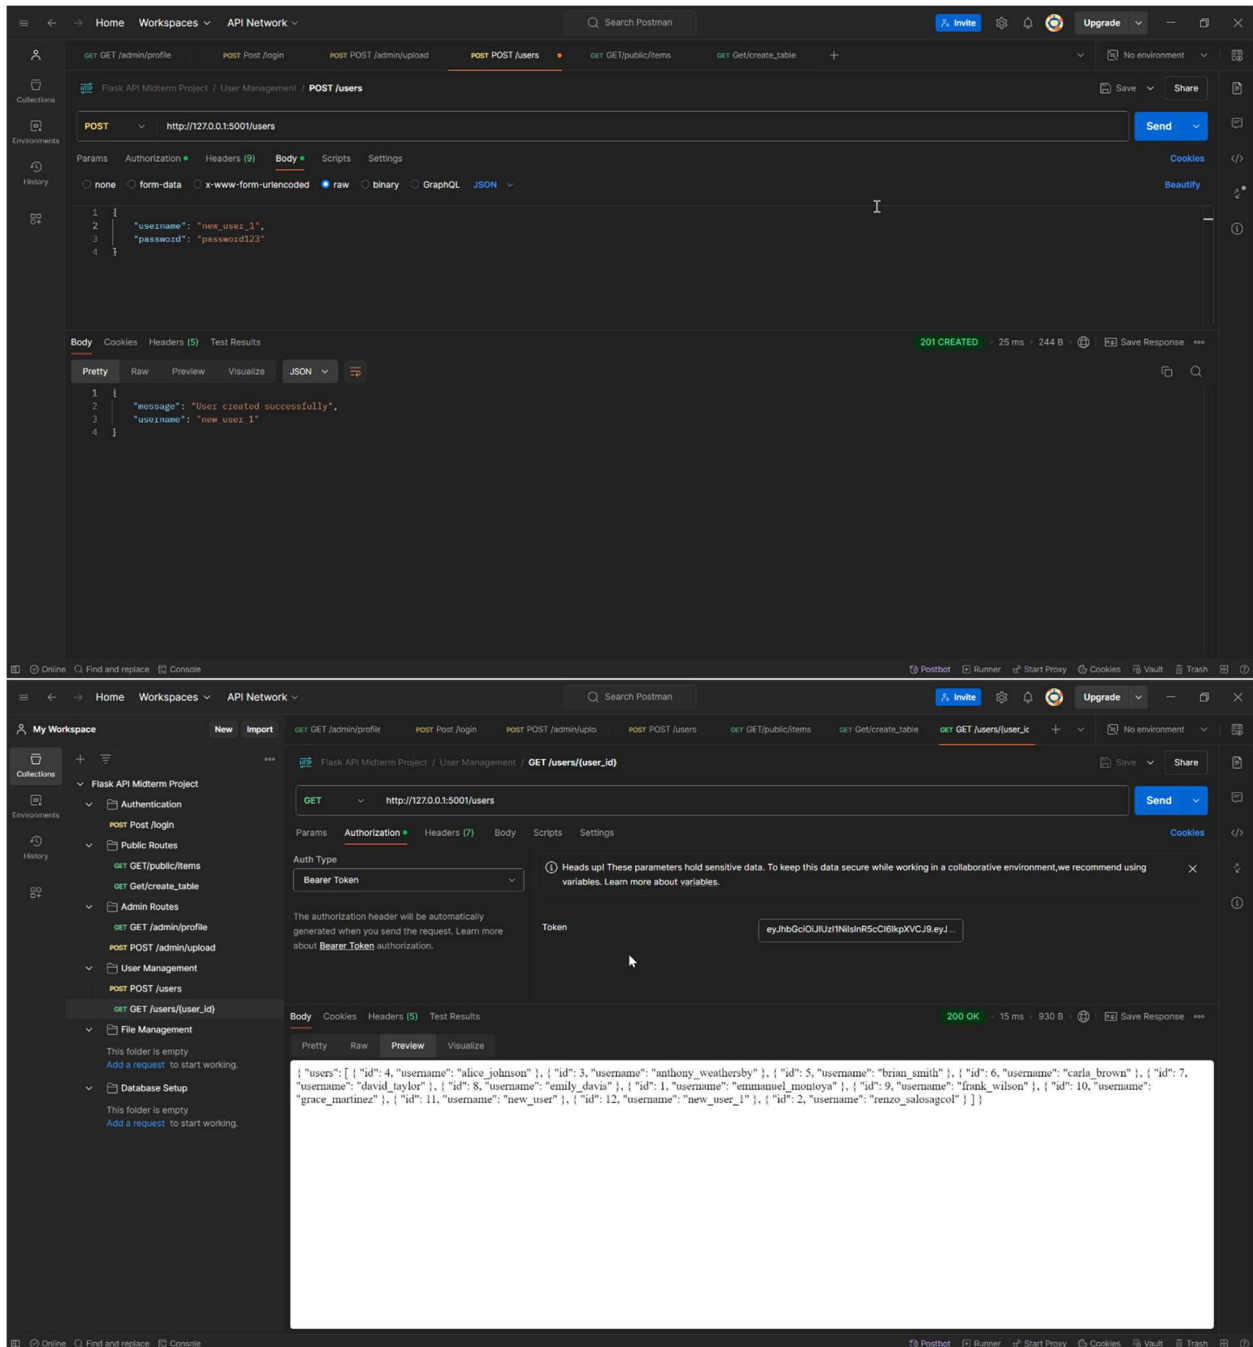 Home Workspaces API Network Search Postman Invite Upgrade
GET GET /admin/profile POST Post /login POST POST /admin/upload POST POST /users GET GET/public/items GET Get/create_table No environment
Collections
Environments
History
Flask API Midterm Project / User Management / POST /users Save Share
POST http://127.0.0.1:5001/users Send
Params Authorization Headers (9) Body Scripts Settings Cookies
none form-data x-www-form-urlencoded raw binary GraphQL JSON Beautify
1 {
2 "username": "new_user_1",
3 "password": "password123"
4 }
Body Cookies Headers (5) Test Results 201 CREATED 25 ms 244 B Save Response
Pretty Raw Preview Visualize JSON
1 {
2 "message": "User created successfully",
3 "username": "new_user_1"
4 }
Online Find and replace Console Postbot Runner Start Proxy Cookies Vault Trash
Home Workspaces API Network Search Postman Invite Upgrade
My Workspace New Import GET GET /admin/profile POST Post /login POST POST /admin/uplo POST POST /users GET GET/public/items GET Get/create_table GET GET /users/{user_ic No environment
Collections
Environments
History
Flask API Midterm Project
Authentication
POST Post /login
Public Routes
GET GET/public/items
GET Get/create_table
Admin Routes
GET GET /admin/profile
POST POST /admin/upload
User Management
POST POST /users
GET GET /users/{user_id}
File Management
This folder is empty
Add a request to start working.
Database Setup
This folder is empty
Add a request to start working.
Flask API Midterm Project / User Management / GET /users/{user_id} Save Share
GET http://127.0.0.1:5001/users Send
Params Authorization Headers (7) Body Scripts Settings Cookies
Auth Type
Bearer Token
The authorization header will be automatically
generated when you send the request. Learn more
about Bearer Token authorization.
Heads up! These parameters hold sensitive data. To keep this data secure while working in a collaborative environment,we recommend using
variables. Learn more about variables.
Token eyJhbGciOiJIUzI1NiIsInR5cCI6IkpXVCJ9.eyJ...
Body Cookies Headers (5) Test Results 200 OK 15 ms 930 B Save Response
Pretty Raw Preview Visualize
{ "users": [ { "id": 4, "username": "alice_johnson" }, { "id": 3, "username": "anthony_weathersby" }, { "id": 5, "username": "brian_smith" }, { "id": 6, "username": "carla_brown" }, { "id": 7,
"username": "david_taylor" }, { "id": 8, "username": "emily_davis" }, { "id": 1, "username": "emmanuel_montoya" }, { "id": 9, "username": "frank_wilson" }, { "id": 10, "username":
"grace_martinez" }, { "id": 11, "username": "new_user" }, { "id": 12, "username": "new_user_1" }, { "id": 2, "username": "renzo_salosagcol" } ] }
Online Find and replace Console Postbot Runner Start Proxy Cookies Vault Trash